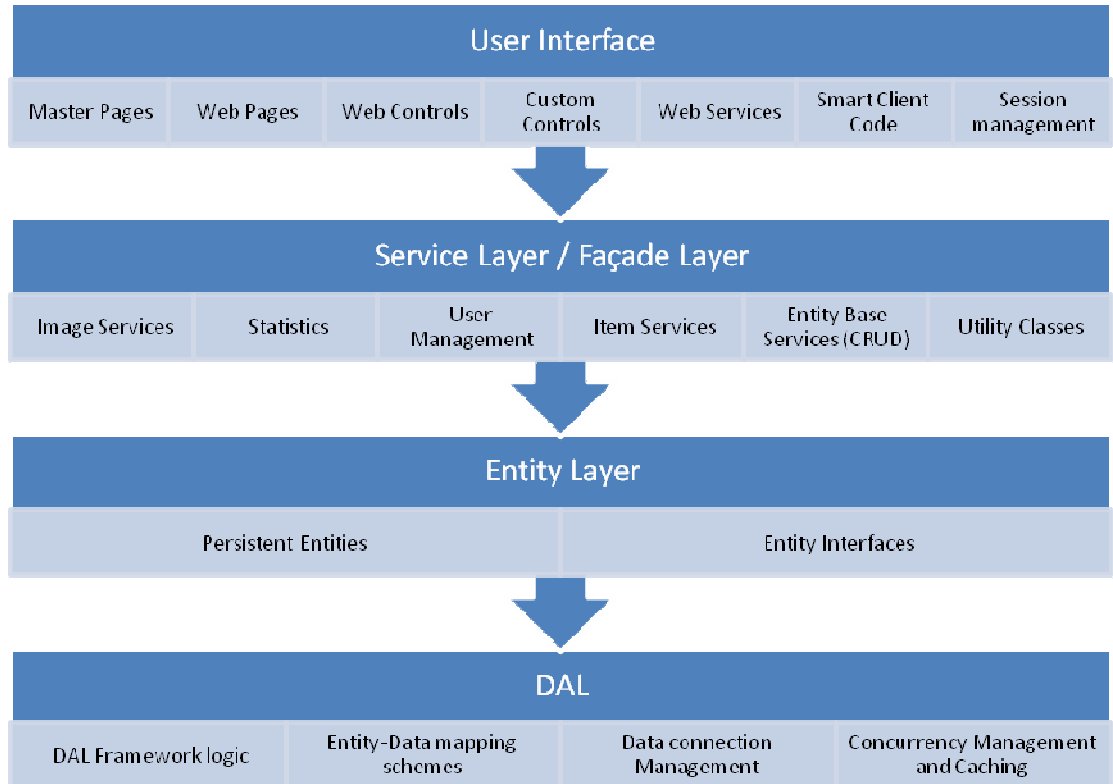 User Interface
Master Pages
Web Pages
Web Controls
Custom
Controls
Web Services
Smart Client
Code
Session
management
Service Layer / Façade Layer
Image Services
Statistics
User
Management
Item Services
Entity Base
Services (CRUD)
Utility Classes
Entity Layer
Persistent Entities
Entity Interfaces
DAL
DAL Framework logic
Entity-Data mapping
schemes
Data connection
Management
Concurrency Management
and Caching